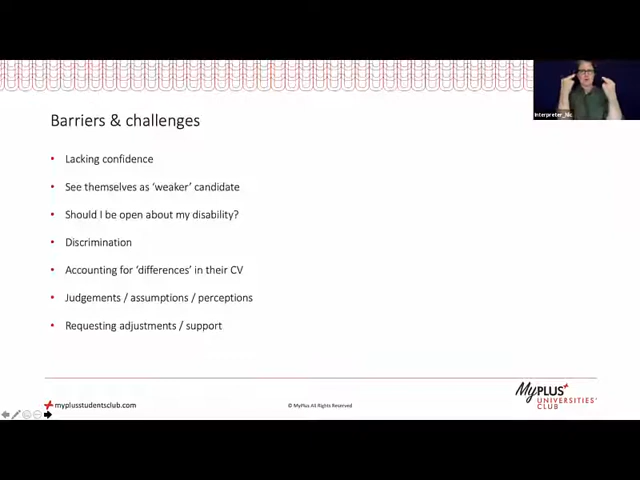 Interpreter_Nic
Barriers & challenges
• Lacking confidence
• See themselves as 'weaker' candidate
• Should I be open about my disability?
• Discrimination
• Accounting for 'differences' in their CV
• Judgements / assumptions / perceptions
• Requesting adjustments / support
myplusstudentsclub.com
© MyPlus All Rights Reserved
MyPLUS+
UNIVERSITIES'
CLUB